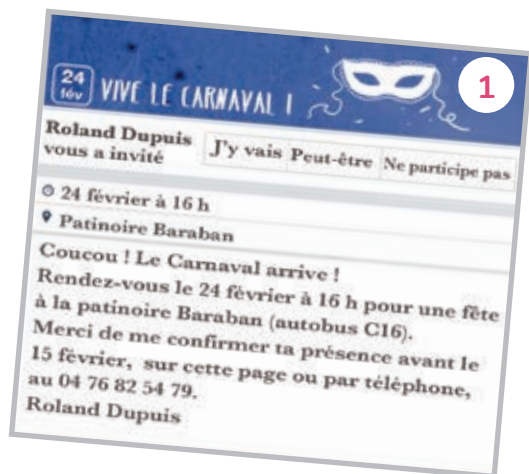 1
24
fév
VIVE LE CARNAVAL !
Roland Dupuis
vous a invité
J'y vais Peut-être Ne participe pas
24 février à 16 h
Patinoire Baraban
Coucou ! Le Carnaval arrive !
Rendez-vous le 24 février à 16 h pour une fête
à la patinoire Baraban (autobus C16).
Merci de me confirmer ta présence avant le
15 février, sur cette page ou par téléphone,
au 04 76 82 54 79.
Roland Dupuis